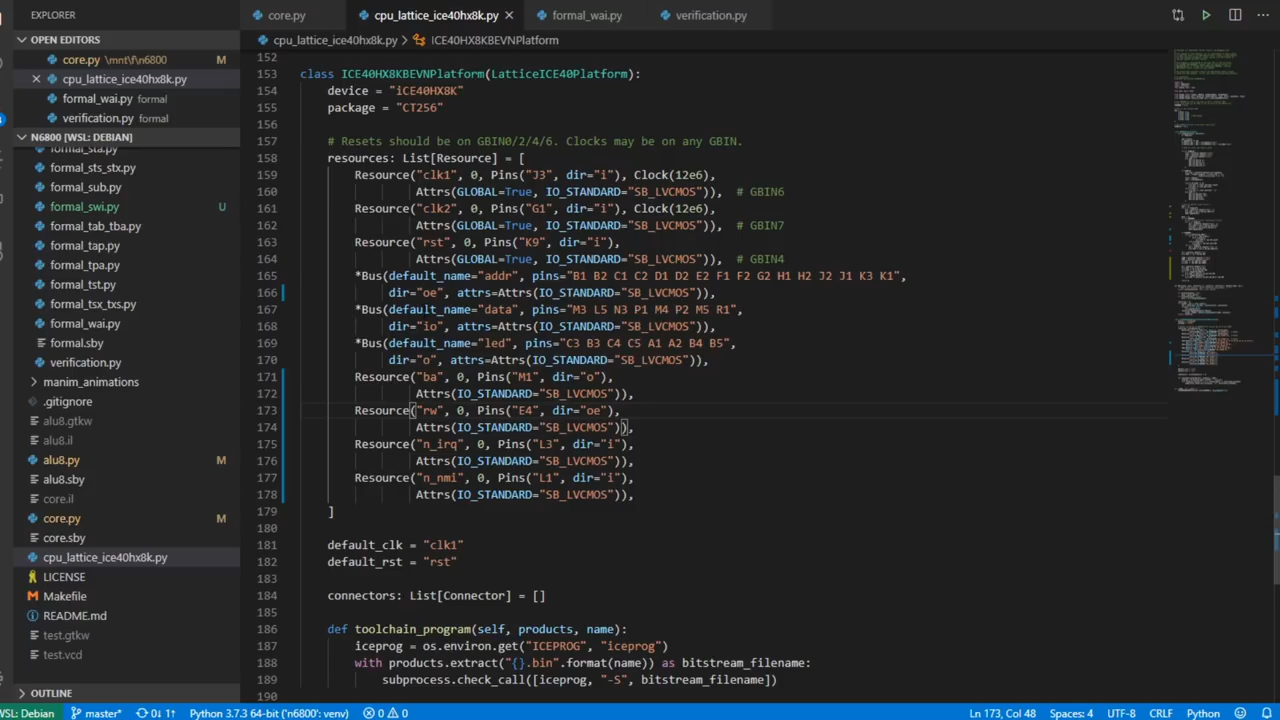 EXPLORER
core.py
cpu_lattice_ice40hx8k.py
formal_wai.py
verification.py
OPEN EDITORS
core.py \mnt\f\n6800 M
cpu_lattice_ice40hx8k.py
formal_wai.py formal
verification.py formal
N6800 [WSL: DEBIAN]
formal_sta.py
formal_sts_stx.py
formal_sub.py
formal_swi.py U
formal_tab_tba.py
formal_tap.py
formal_tpa.py
formal_tst.py
formal_tsx_txs.py
formal_wai.py
formal.sby
verification.py
manim_animations
.gitignore
alu8.gtkw
alu8.il
alu8.py M
alu8.sby
core.il
core.py M
core.sby
cpu_lattice_ice40hx8k.py
LICENSE
Makefile
README.md
test.gtkw
test.vcd
OUTLINE
cpu_lattice_ice40hx8k.py > ICE40HX8KBEVNPlatform
152
153 class ICE40HX8KBEVNPlatform(LatticeICE40Platform):
154 device = "iCE40HX8K"
155 package = "CT256"
156
157 # Resets should be on GBIN0/2/4/6. Clocks may be on any GBIN.
158 resources: List[Resource] = [
159 Resource("clk1", 0, Pins("J3", dir="i"), Clock(12e6),
160 Attrs(GLOBAL=True, IO_STANDARD="SB_LVCMOS")), # GBIN6
161 Resource("clk2", 0, Pins("G1", dir="i"), Clock(12e6),
162 Attrs(GLOBAL=True, IO_STANDARD="SB_LVCMOS")), # GBIN7
163 Resource("rst", 0, Pins("K9", dir="i"),
164 Attrs(GLOBAL=True, IO_STANDARD="SB_LVCMOS")), # GBIN4
165 *Bus(default_name="addr", pins="B1 B2 C1 C2 D1 D2 E2 F1 F2 G2 H1 H2 J2 J1 K3 K1",
166 dir="oe", attrs=Attrs(IO_STANDARD="SB_LVCMOS")),
167 *Bus(default_name="data", pins="M3 L5 N3 P1 M4 P2 M5 R1",
168 dir="io", attrs=Attrs(IO_STANDARD="SB_LVCMOS")),
169 *Bus(default_name="led", pins="C3 B3 C4 C5 A1 A2 B4 B5",
170 dir="o", attrs=Attrs(IO_STANDARD="SB_LVCMOS")),
171 Resource("ba", 0, Pins("M1", dir="o"),
172 Attrs(IO_STANDARD="SB_LVCMOS")),
173 Resource("rw", 0, Pins("E4", dir="oe"),
174 Attrs(IO_STANDARD="SB_LVCMOS")),
175 Resource("n_irq", 0, Pins("L3", dir="i"),
176 Attrs(IO_STANDARD="SB_LVCMOS")),
177 Resource("n_nmi", 0, Pins("L1", dir="i"),
178 Attrs(IO_STANDARD="SB_LVCMOS")),
179 ]
180
181 default_clk = "clk1"
182 default_rst = "rst"
183
184 connectors: List[Connector] = []
185
186 def toolchain_program(self, products, name):
187 iceprog = os.environ.get("ICEPROG", "iceprog")
188 with products.extract("{}.bin".format(name)) as bitstream_filename:
189 subprocess.check_call([iceprog, "-S", bitstream_filename])
190
WSL: Debian master* 0↓ 1↑ Python 3.7.3 64-bit ('n6800': venv) 0 0 Ln 173, Col 48 Spaces: 4 UTF-8 CRLF Python